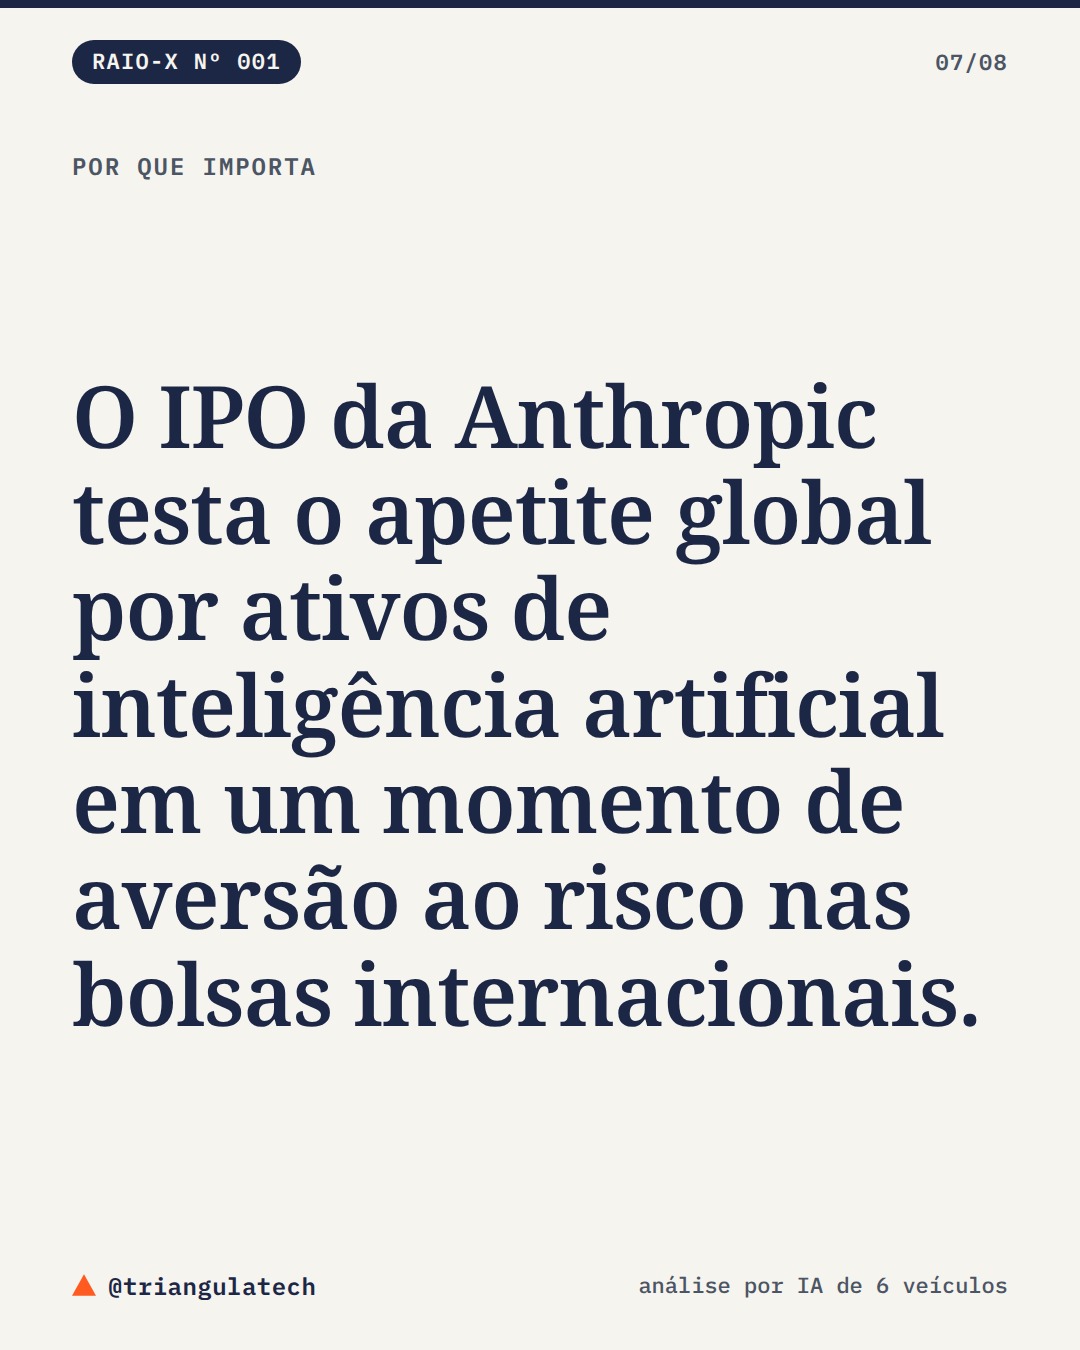 RAIO-X Nº 001
07/08
POR QUE IMPORTA
O IPO da Anthropic
testa o apetite global
por ativos de
inteligência artificial
em um momento de
aversão ao risco nas
bolsas internacionais.
@triangulatech
análise por IA de 6 veículos